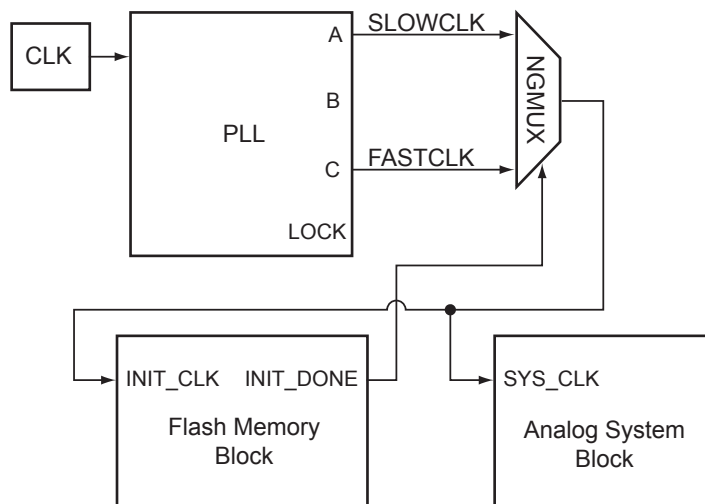 SLOWCLK
A
CLK
NGMUX
B
PLL
FASTCLK
C
LOCK
INIT_CLK INIT_DONE
SYS_CLK
Flash Memory
Block
Analog System
Block